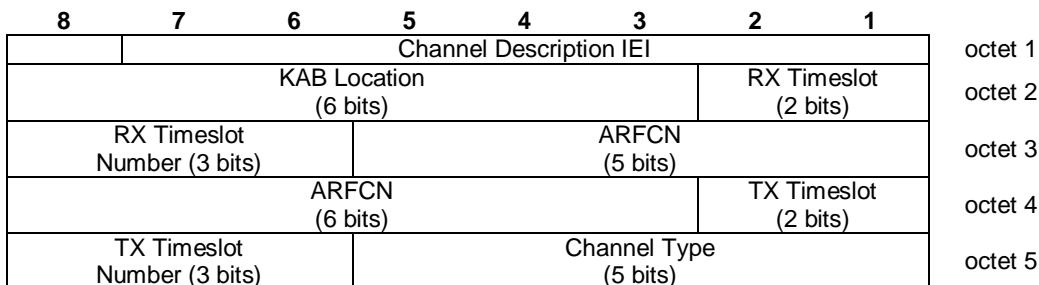 8 7 6 5 4 3 2 1
Channel Description IEI octet 1
KAB Location RX Timeslot
(6 bits) (2 bits) octet 2
RX Timeslot ARFCN
Number (3 bits) (5 bits) octet 3
ARFCN TX Timeslot
(6 bits) (2 bits) octet 4
TX Timeslot Channel Type
Number (3 bits) (5 bits) octet 5